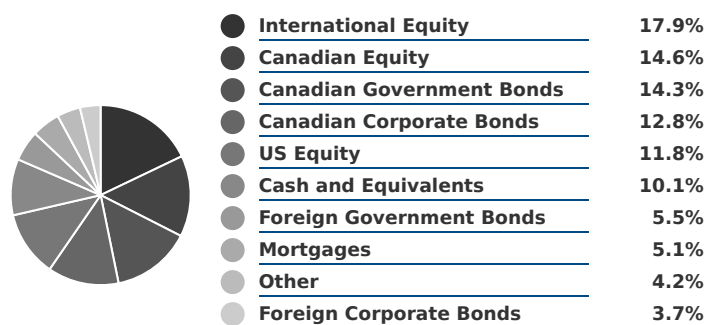 International Equity 17.9%
Canadian Equity 14.6%
Canadian Government Bonds 14.3%
Canadian Corporate Bonds 12.8%
US Equity 11.8%
Cash and Equivalents 10.1%
Foreign Government Bonds 5.5%
Mortgages 5.1%
Other 4.2%
Foreign Corporate Bonds 3.7%